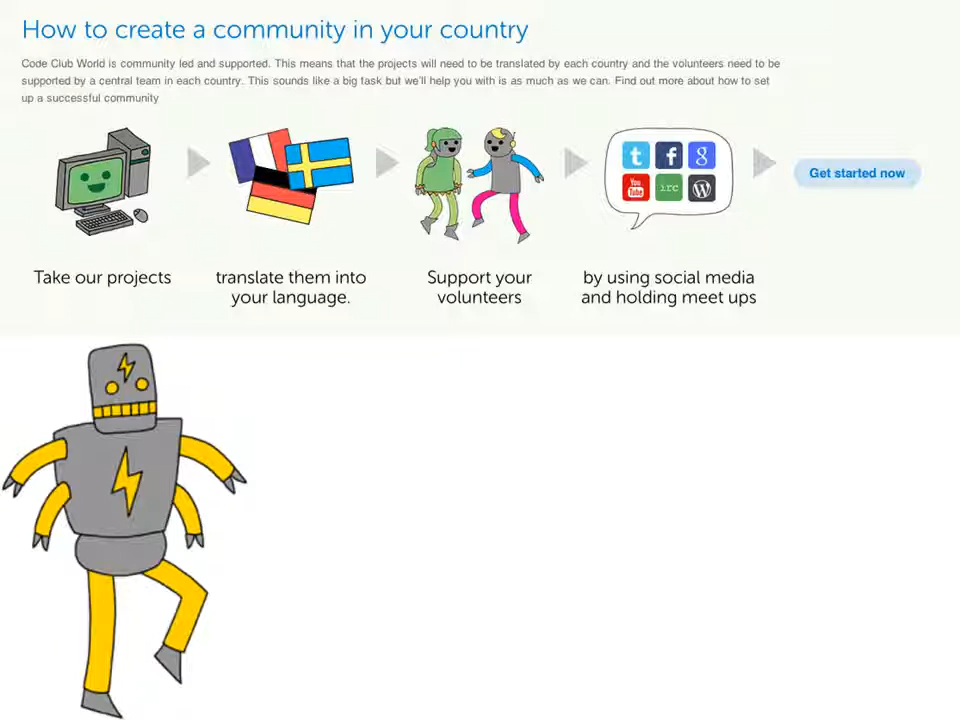 How to create a community in your country
Code Club World is community led and supported. This means that the projects will need to be translated by each country and the volunteers need to be
supported by a central team in each country. This sounds like a big task but we'll help you with is as much as we can. Find out more about how to set
up a successful community
t f g
You Tube irc W
Get started now
Take our projects
translate them into
your language.
Support your
volunteers
by using social media
and holding meet ups